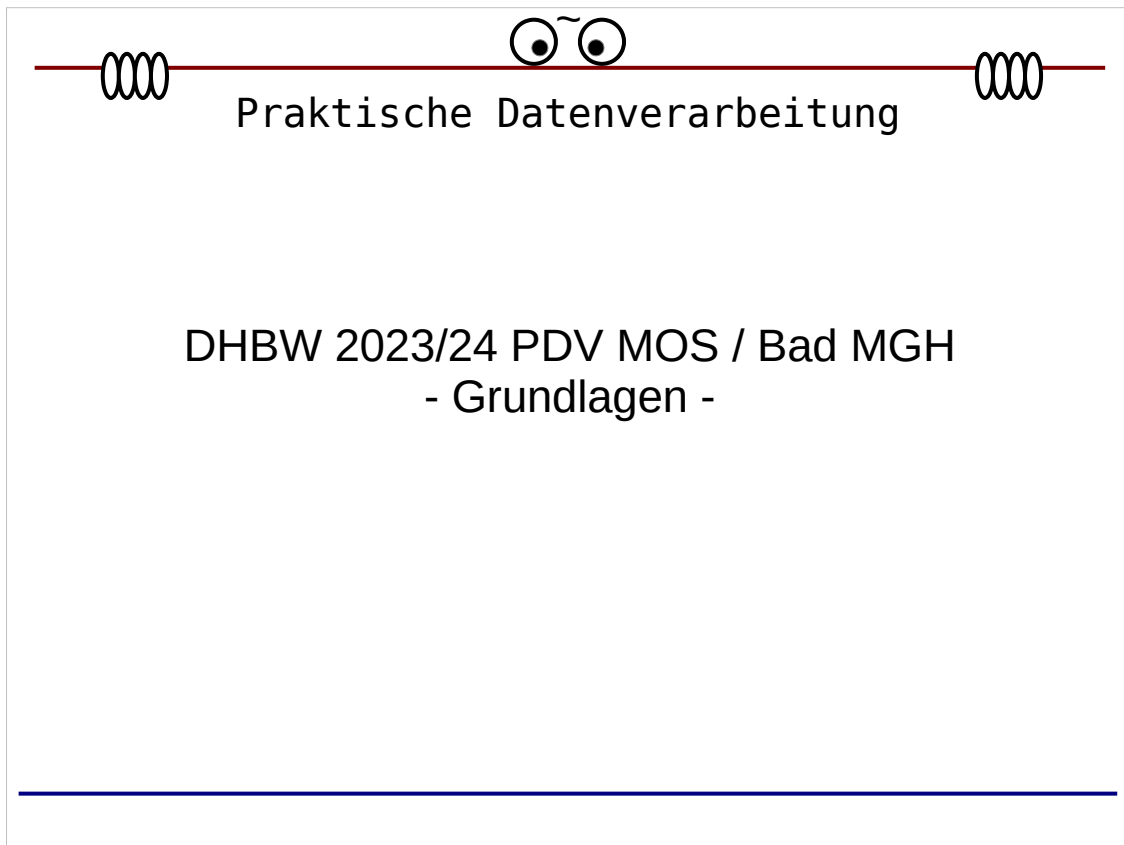 Praktische Datenverarbeitung
DHBW 2023/24 PDV MOS / Bad MGH
- Grundlagen -